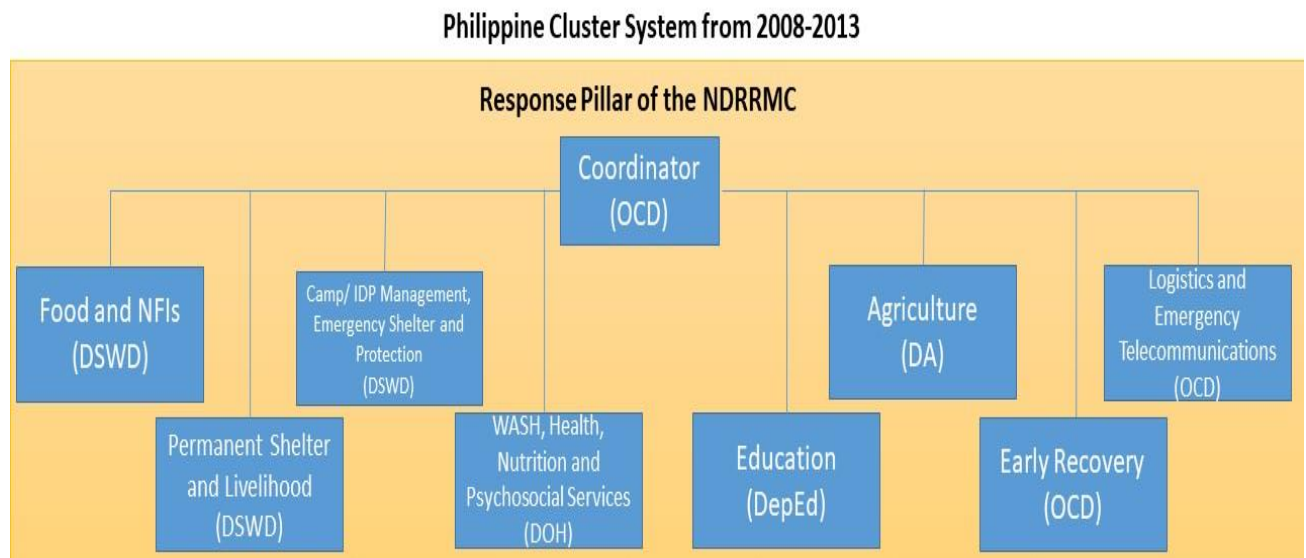 Philippine Cluster System from 2008-2013
Response Pillar of the NDRRMC
Coordinator
(OCD)
Food and NFIs
(DSWD)
Camp/ IDP Management,
Emergency Shelter and
Protection
(DSWD)
Agriculture
(DA)
Logistics and
Emergency
Telecommunications
(OCD)
Permanent Shelter
and Livelihood
(DSWD)
WASH, Health,
Nutrition and
Psychosocial Services
(DOH)
Education
(DepEd)
Early Recovery
(OCD)